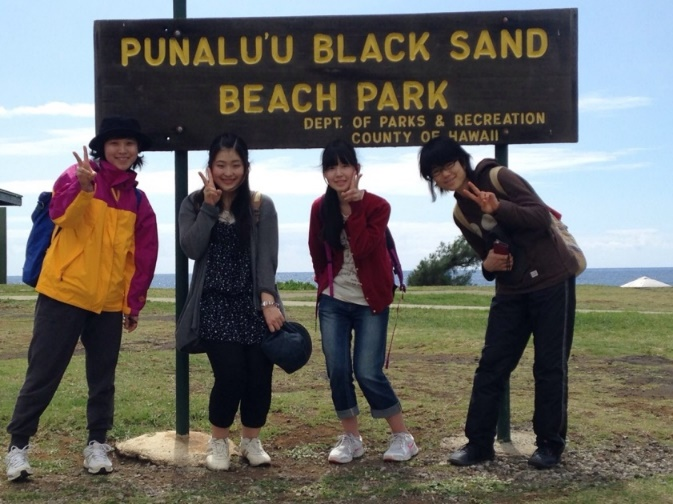 PUNALU'U BLACK SAND
BEACH PARK
DEPT. OF PARKS & RECREATION
COUNTY OF HAWAII